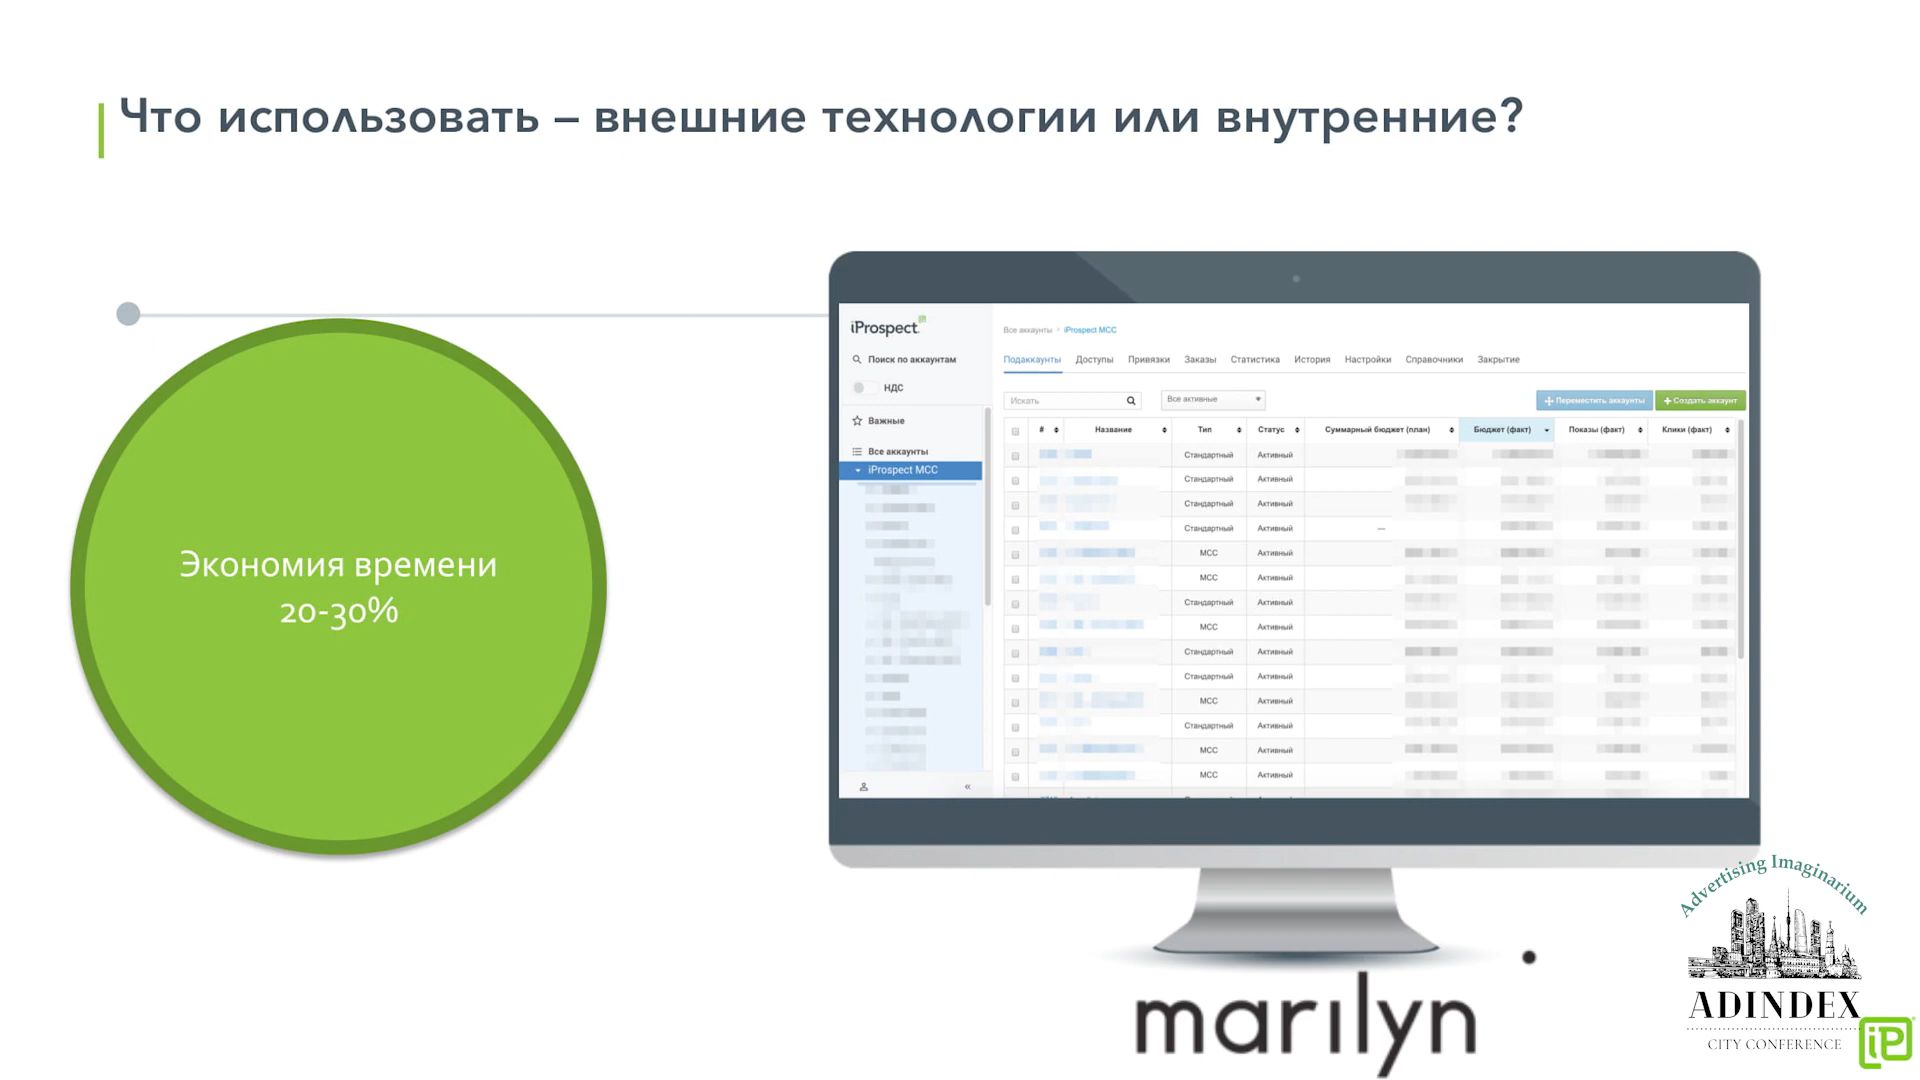 Что использовать – внешние технологии или внутренние?
Экономия времени
20-30%
iProspect
Поиск по аккаунтам
НДС
Важные
Все аккаунты
iProspect MCC
«
Все аккаунты › iProspect MCC
Подаккаунты Доступы Привязки Заказы Статистика История Настройки Справочники Закрытие
Искать Все активные Переместить аккаунты + Создать аккаунт
# Название Тип Статус Суммарный бюджет (план) Бюджет (факт) Показы (факт) Клики (факт)
Стандартный Активный
Стандартный Активный
Стандартный Активный
Стандартный Активный —
MCC Активный
MCC Активный
Стандартный Активный
MCC Активный
Стандартный Активный
Стандартный Активный
MCC Активный
Стандартный Активный
MCC Активный
MCC Активный
marilyn
Advertising Imaginarium
ADINDEX
CITY CONFERENCE
iP